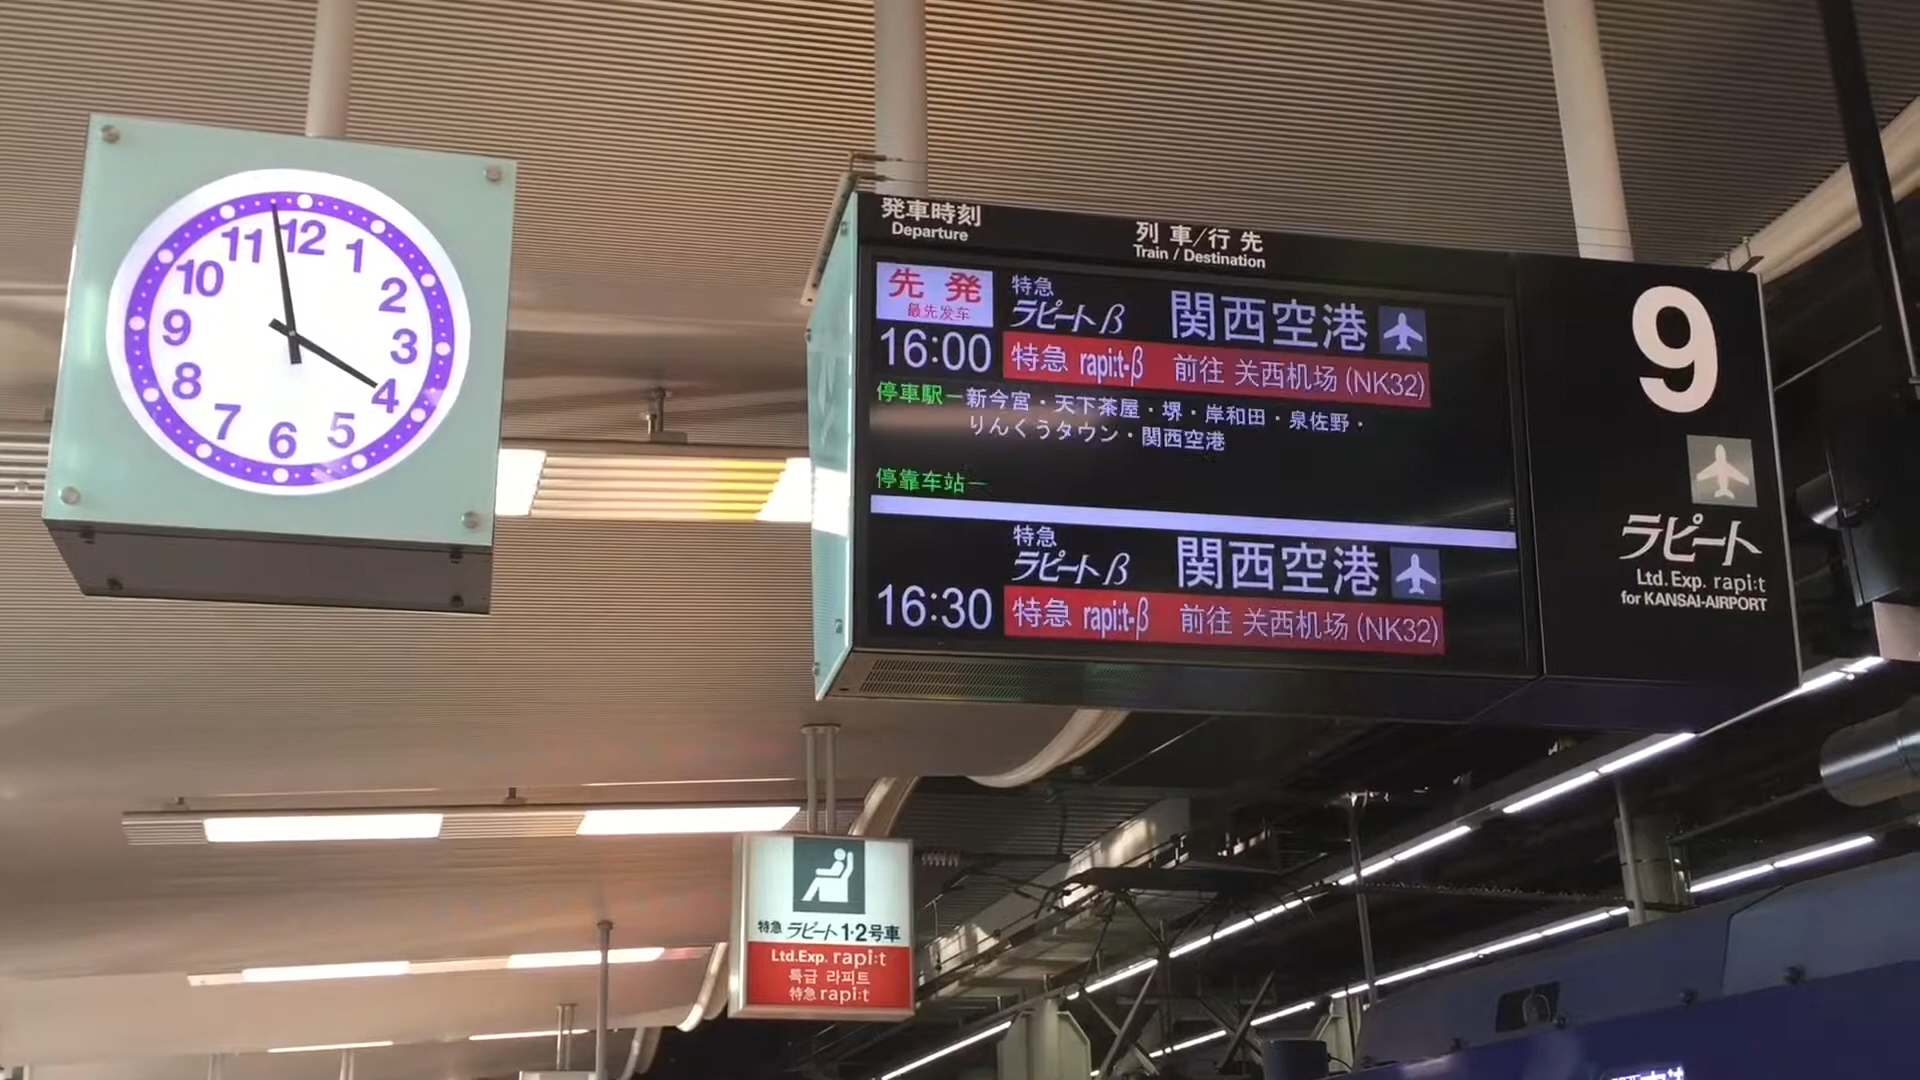 12
1
2
3
4
5
6
7
8
9
10
11
発車時刻
Departure
列車/行先
Train / Destination
先発
最先发车
特急
ラピートβ 関西空港
16:00 特急 rapi:t-β 前往 关西机场 (NK32)
停車駅－新今宮・天下茶屋・堺・岸和田・泉佐野・
りんくうタウン・関西空港
停靠车站－
特急
ラピートβ 関西空港
16:30 特急 rapi:t-β 前往 关西机场 (NK32)
9
ラピート
Ltd. Exp. rapi:t
for KANSAI-AIRPORT
特急 ラピート 1・2号車
Ltd.Exp. rapi:t
특급 라피트
特急 rapi:t